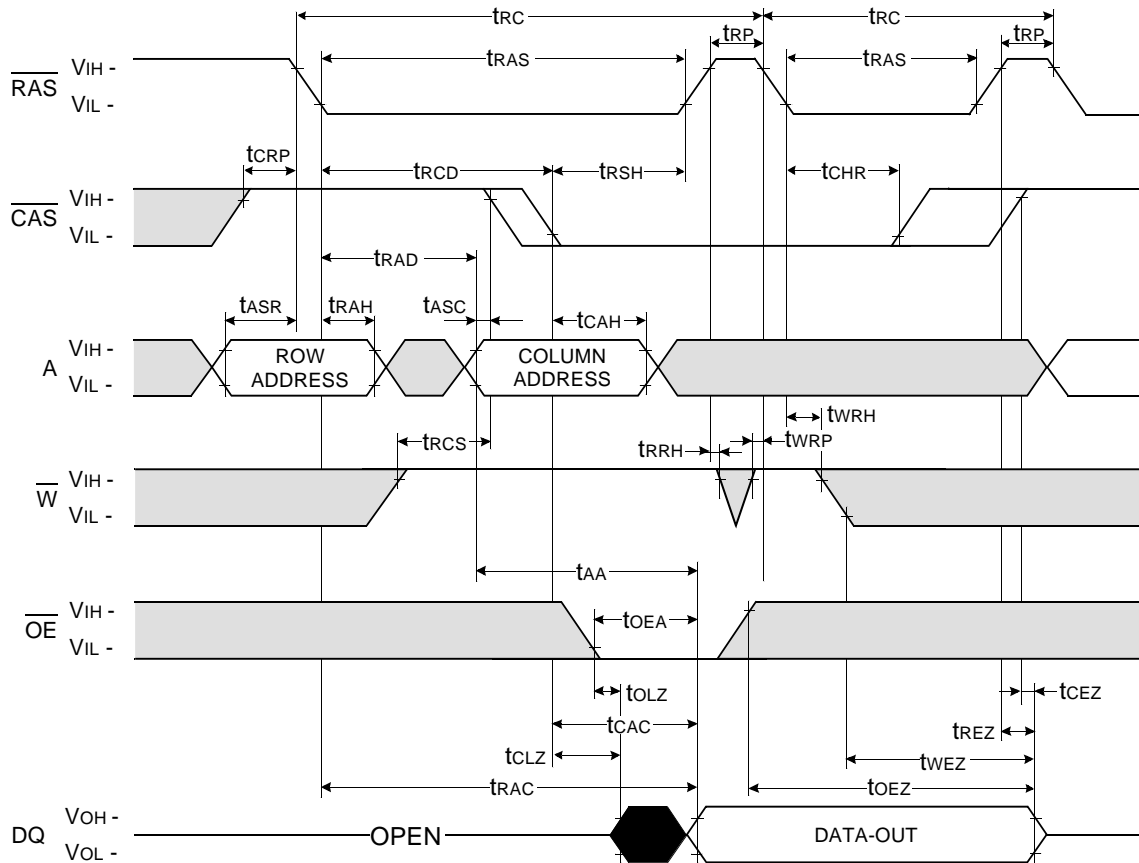 tRC tRC
tRP tRP
tRAS tRAS
RAS VIH -
VIL -
tCRP tRCD tRSH tCHR
CAS VIH -
VIL -
tRAD
tASR tRAH tASC tCAH
A VIH -
VIL -
ROW
ADDRESS
COLUMN
ADDRESS
tWRH
tRCS tRRH tWRP
W VIH -
VIL -
tAA
OE VIH -
VIL -
tOEA
tOLZ tCEZ
tCAC tREZ
tCLZ tWEZ
tRAC tOEZ
DQ VOH -
VOL -
OPEN DATA-OUT